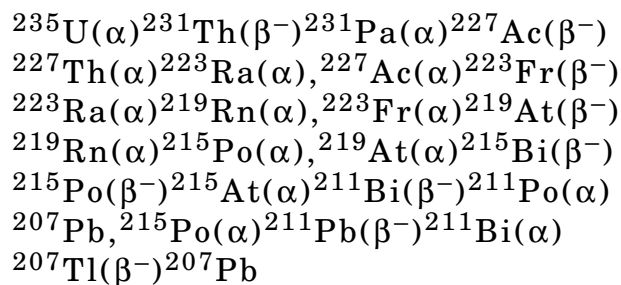 ²³⁵U(α)²³¹Th(β⁻)²³¹Pa(α)²²⁷Ac(β⁻)
²²⁷Th(α)²²³Ra(α),²²⁷Ac(α)²²³Fr(β⁻)
²²³Ra(α)²¹⁹Rn(α),²²³Fr(α)²¹⁹At(β⁻)
²¹⁹Rn(α)²¹⁵Po(α),²¹⁹At(α)²¹⁵Bi(β⁻)
²¹⁵Po(β⁻)²¹⁵At(α)²¹¹Bi(β⁻)²¹¹Po(α)
²⁰⁷Pb,²¹⁵Po(α)²¹¹Pb(β⁻)²¹¹Bi(α)
²⁰⁷Tl(β⁻)²⁰⁷Pb